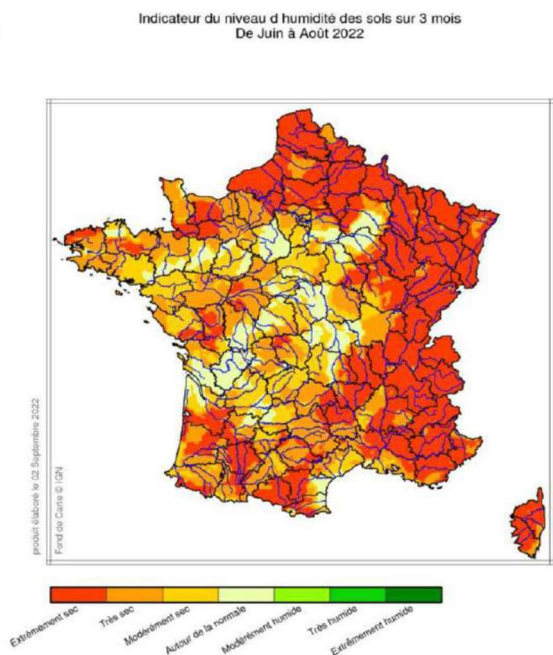 Indicateur du niveau d humidité des sols sur 3 mois
De Juin à Août 2022
produit élaboré le 02 Septembre 2022
Fond de Carte © IGN
Extrêmement sec
Très sec
Modérément sec
Autour de la normale
Modérément humide
Très humide
Extrêmement humide